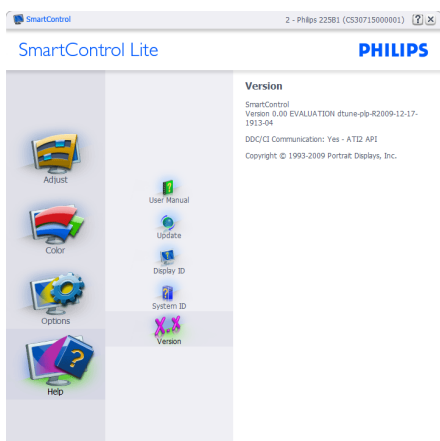 SmartControl
2 - Philips 225B1 (CS30715000001)
SmartControl Lite
PHILIPS
Adjust
Color
Options
Help
User Manual
Update
Display ID
System ID
X.X
Version
Version
SmartControl
Version 0.00 EVALUATION dtune-plp-R2009-12-17-
1913-04
DDC/CI Communication: Yes - ATI2 API
Copyright © 1993-2009 Portrait Displays, Inc.